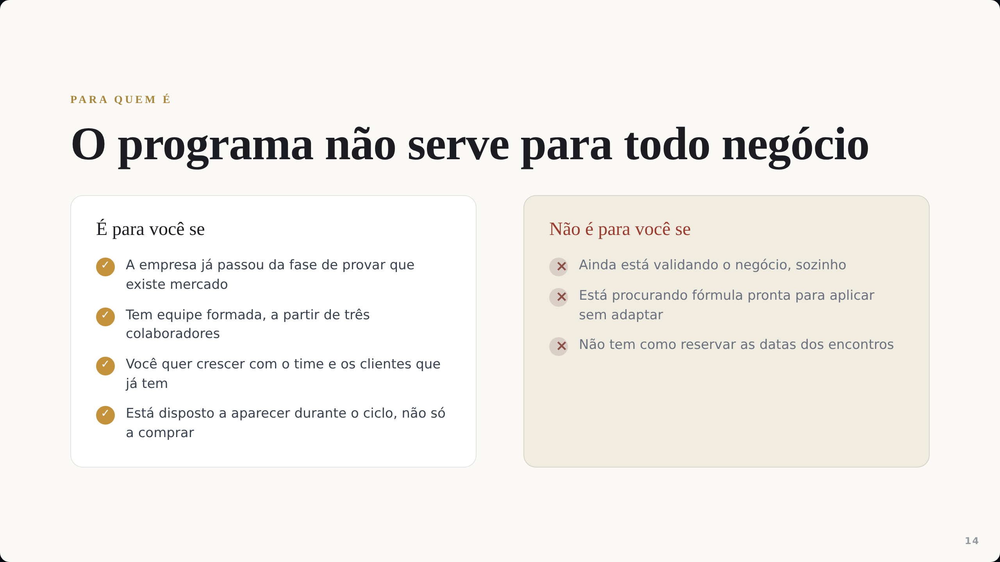 PARA QUEM É
O programa não serve para todo negócio
É para você se
✓ A empresa já passou da fase de provar que
existe mercado
✓ Tem equipe formada, a partir de três
colaboradores
✓ Você quer crescer com o time e os clientes que
já tem
✓ Está disposto a aparecer durante o ciclo, não só
a comprar
Não é para você se
✕ Ainda está validando o negócio, sozinho
✕ Está procurando fórmula pronta para aplicar
sem adaptar
✕ Não tem como reservar as datas dos encontros
14